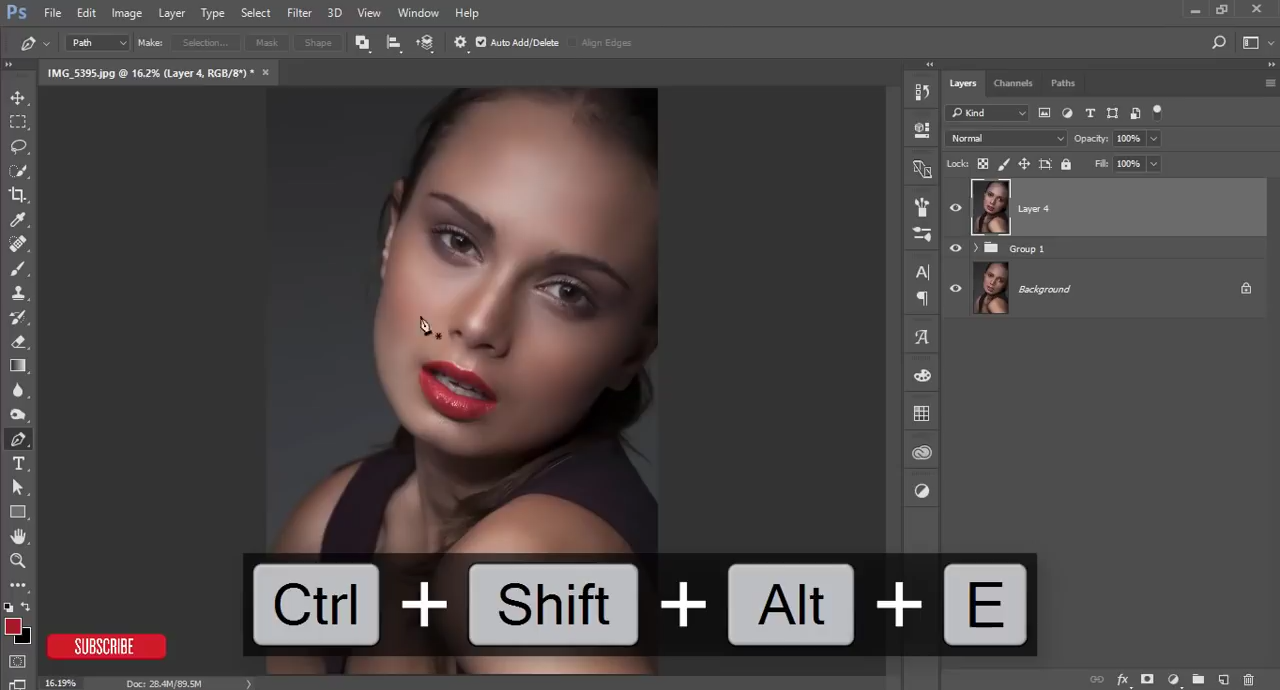 Ps File Edit Image Layer Type Select Filter 3D View Window Help
Path Make: Selection... Mask Shape Auto Add/Delete Align Edges
IMG_5395.jpg @ 16.2% (Layer 4, RGB/8*) * ×
Layers Channels Paths
Kind
Normal Opacity: 100%
Lock: Fill: 100%
Layer 4
Group 1
Background
Ctrl + Shift + Alt + E
SUBSCRIBE
16.19% Doc: 28.4M/89.5M